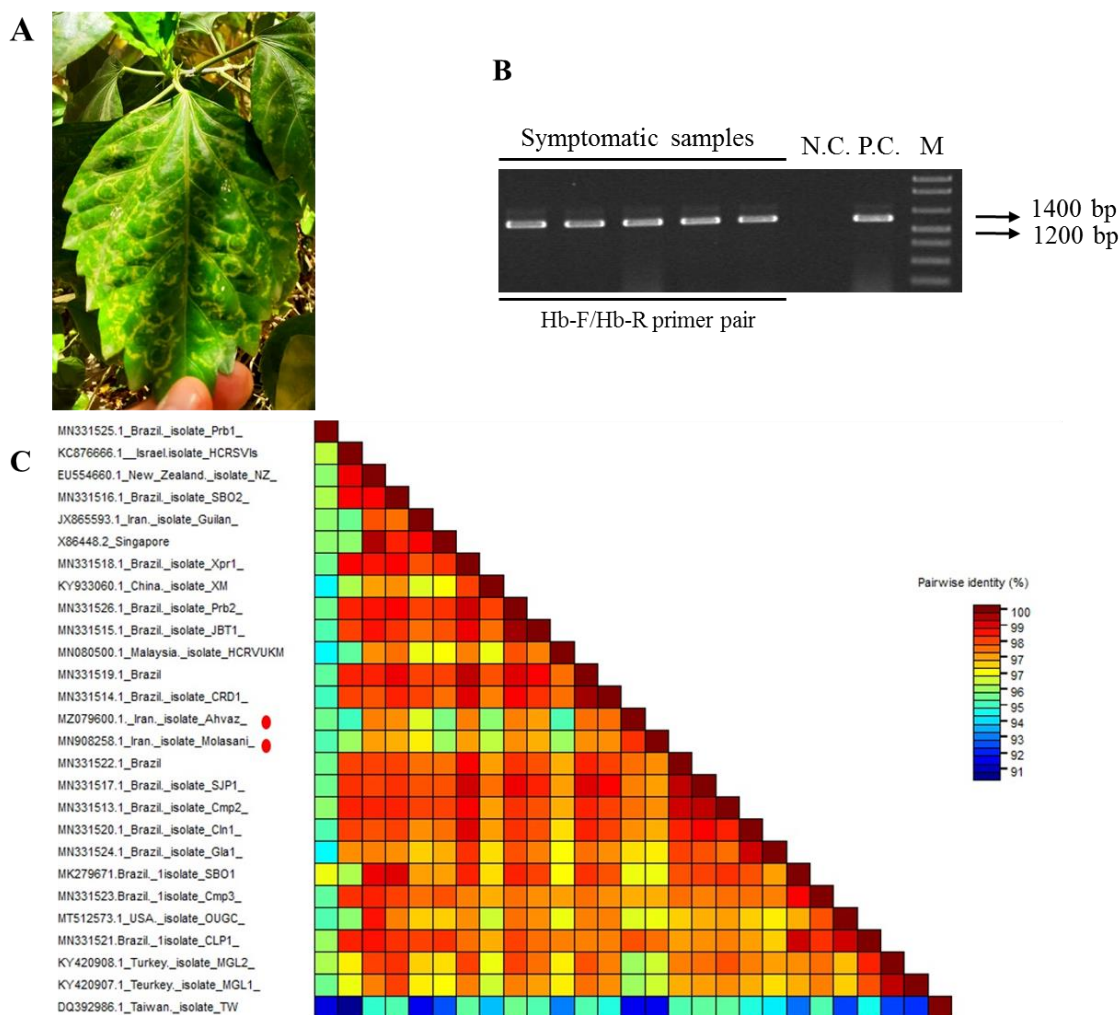 A
B
Symptomatic samples
N.C. P.C. M
1400 bp
1200 bp
Hb-F/Hb-R primer pair
C
MN331525.1_Brazil._isolate_Prb1_
KC876666.1__Israel.isolate_HCRSVIs
EU554660.1_New_Zealand._isolate_NZ_
MN331516.1_Brazil._isolate_SBO2_
JX865593.1_Iran._isolate_Guilan_
X86448.2_Singapore
MN331518.1_Brazil._isolate_Xpr1_
KY933060.1_China._isolate_XM
MN331526.1_Brazil._isolate_Prb2_
MN331515.1_Brazil._isolate_JBT1_
MN080500.1_Malaysia._isolate_HCRVUKM
MN331519.1_Brazil
MN331514.1_Brazil._isolate_CRD1_
MZ079600.1_.Iran._isolate_Ahvaz_
MN908258.1_Iran._isolate_Molasani_
MN331522.1_Brazil
MN331517.1_Brazil._isolate_SJP1_
MN331513.1_Brazil._isolate_Cmp2_
MN331520.1_Brazil._isolate_Cln1_
MN331524.1_Brazil._isolate_Gla1_
MK279671.Brazil._1isolate_SBO1
MN331523.Brazil._1isolate_Cmp3_
MT512573.1_USA._isolate_OUGC_
MN331521.Brazil._1isolate_CLP1_
KY420908.1_Turkey._isolate_MGL2_
KY420907.1_Teurkey._isolate_MGL1_
DQ392986.1_Taiwan._isolate_TW
Pairwise identity (%)
100
99
98
97
96
95
94
93
92
91